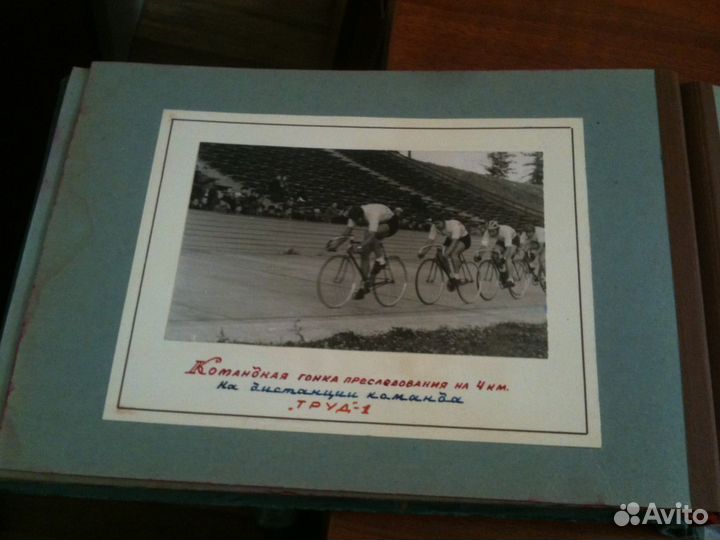 Командная гонка преследования на 4 км.
На дистанции команда
„ТРУД"-1
Avito